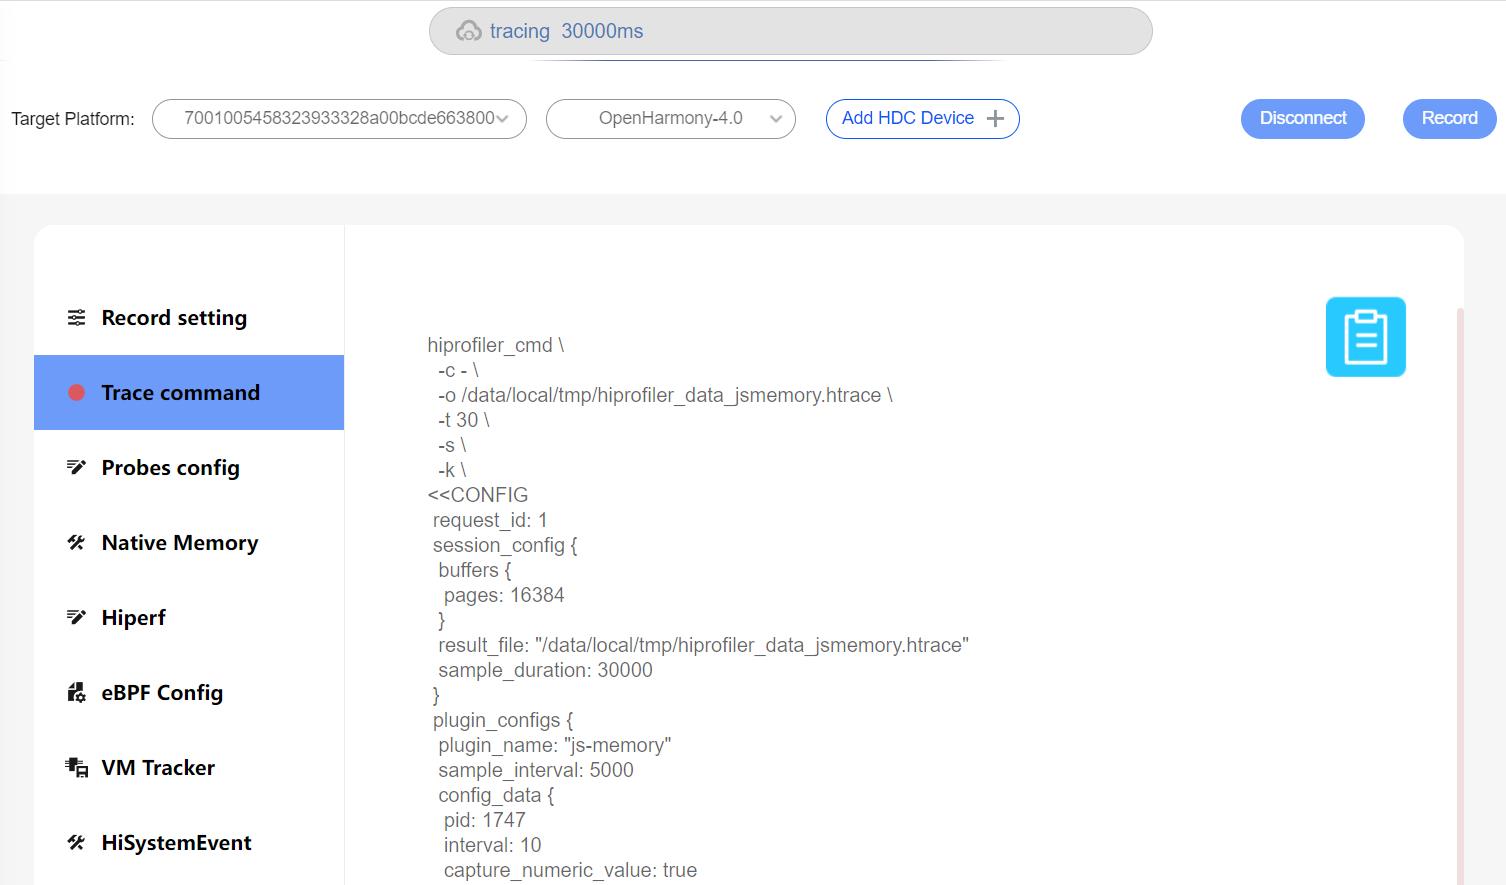 tracing 30000ms
Target Platform: 7001005458323933328a00bcde663800 OpenHarmony-4.0 Add HDC Device Disconnect Record
Record setting
Trace command
Probes config
Native Memory
Hiperf
eBPF Config
VM Tracker
HiSystemEvent
hiprofiler_cmd \
-c - \
-o /data/local/tmp/hiprofiler_data_jsmemory.htrace \
-t 30 \
-s \
-k \
<<CONFIG
request_id: 1
session_config {
buffers {
pages: 16384
}
result_file: "/data/local/tmp/hiprofiler_data_jsmemory.htrace"
sample_duration: 30000
}
plugin_configs {
plugin_name: "js-memory"
sample_interval: 5000
config_data {
pid: 1747
interval: 10
capture_numeric_value: true